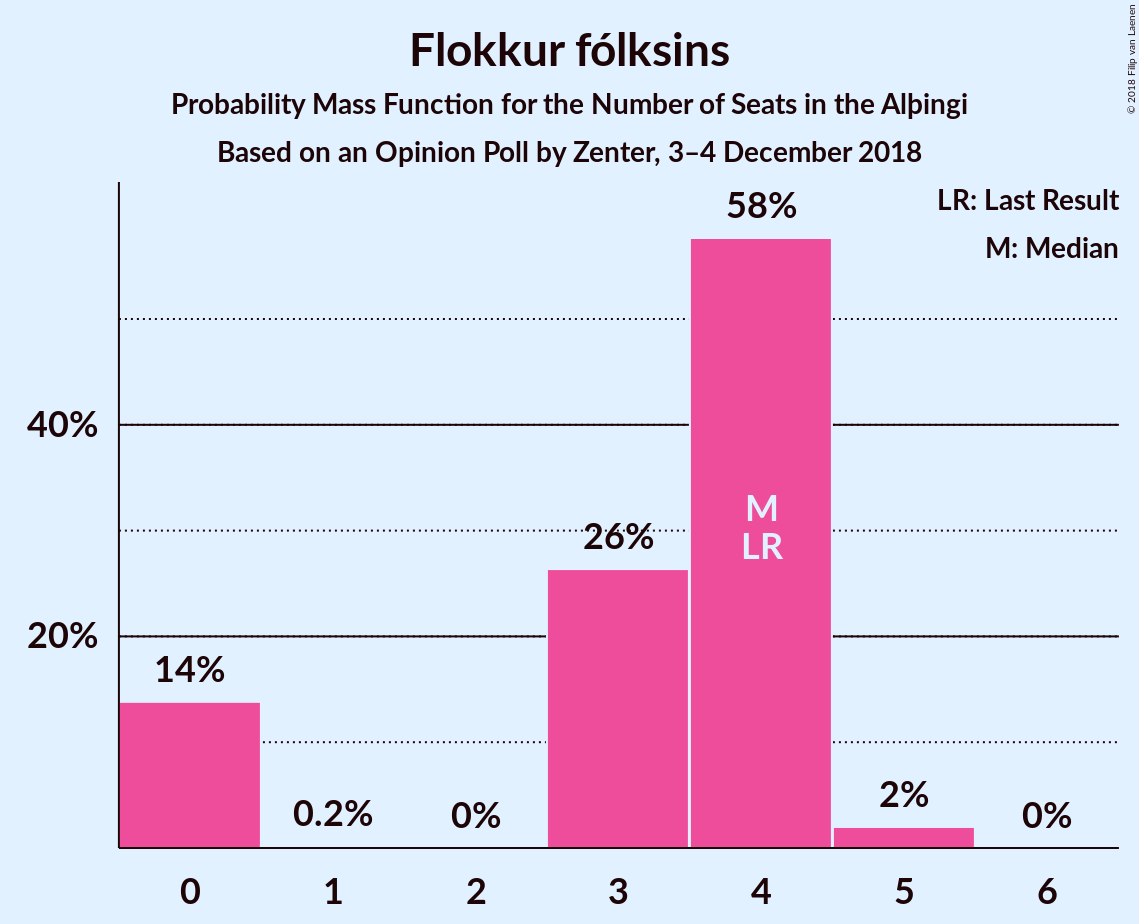 Flokkur fólksins
Probability Mass Function for the Number of Seats in the Alþingi
Based on an Opinion Poll by Zenter, 3–4 December 2018
© 2018 Filip van Laenen
LR: Last Result
M: Median
58%
40%
M
LR
26%
20%
14%
0.2%
0%
2%
0%
0 1 2 3 4 5 6